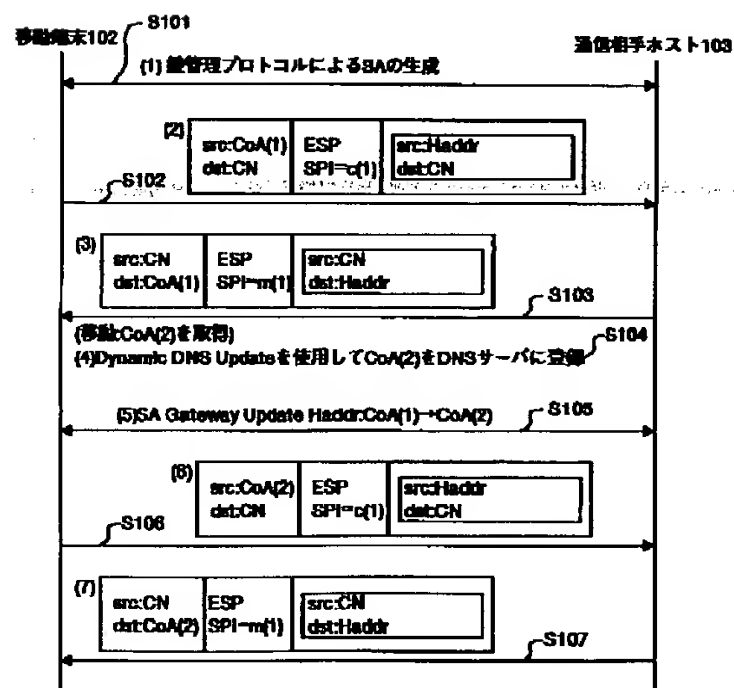 移動端末102
S101
通信相手ホスト103
(1) 鍵管理プロトコルによるSAの生成
(2)
src:CoA(1)
dst:CN
ESP
SPI=c(1)
src:Haddr
dst:CN
S102
(3)
src:CN
dst:CoA(1)
ESP
SPI=m(1)
src:CN
dst:Haddr
S103
(移動:CoA(2)を取得)
S104
(4)Dynamic DNS Updateを使用してCoA(2)をDNSサーバに登録
(5)SA Gateway Update Haddr:CoA(1)→CoA(2)
S105
(6)
src:CoA(2)
dst:CN
ESP
SPI=c(1)
src:Haddr
dst:CN
S106
(7)
src:CN
dst:CoA(2)
ESP
SPI=m(1)
src:CN
dst:Haddr
S107